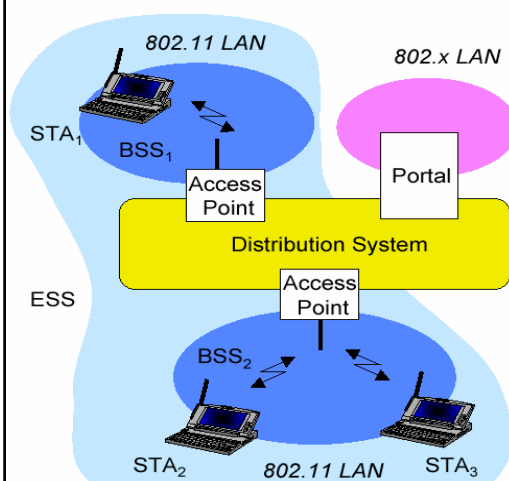 802.11 LAN
802.x LAN
STA₁
BSS₁
Access
Point
Portal
Distribution System
ESS
Access
Point
BSS₂
STA₂
802.11 LAN
STA₃